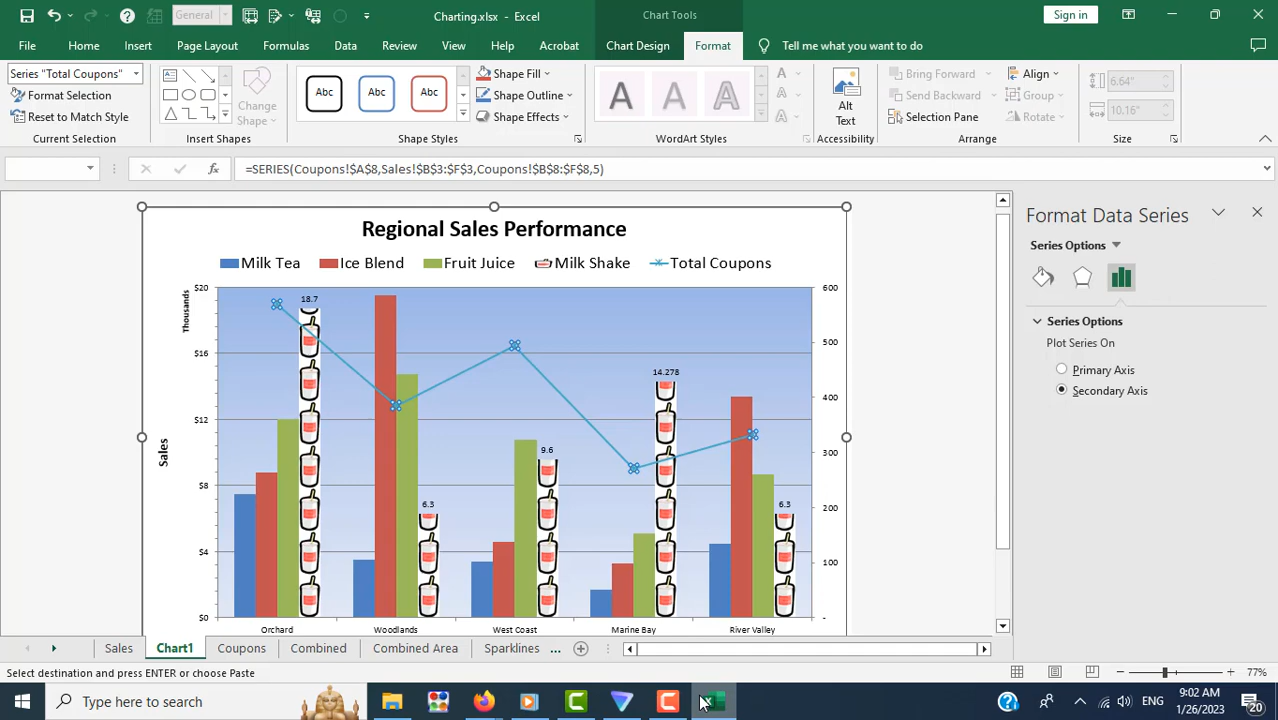 General
Charting.xlsx - Excel
Chart Tools
Sign in
File Home Insert Page Layout Formulas Data Review View Help Acrobat Chart Design Format Tell me what you want to do
Series "Total Coupons"
Format Selection
Reset to Match Style
Current Selection
Change Shape
Insert Shapes
Abc Abc Abc
Shape Fill
Shape Outline
Shape Effects
Shape Styles
A A A
WordArt Styles
Alt Text
Accessibility
Bring Forward
Send Backward
Selection Pane
Align
Group
Rotate
Arrange
6.64"
10.16"
Size
fx =SERIES(Coupons!$A$8,Sales!$B$3:$F$3,Coupons!$B$8:$F$8,5)
Regional Sales Performance
Milk Tea Ice Blend Fruit Juice Milk Shake Total Coupons
Thousands
Sales
$20
$16
$12
$8
$4
$0
18.7
6.3
9.6
14.278
6.3
600
500
400
300
200
100
-
Orchard Woodlands West Coast Marine Bay River Valley
Format Data Series
Series Options
Series Options
Plot Series On
Primary Axis
Secondary Axis
Sales Chart1 Coupons Combined Combined Area Sparklines ...
Select destination and press ENTER or choose Paste
77%
Type here to search
ENG
9:02 AM
1/26/2023
20